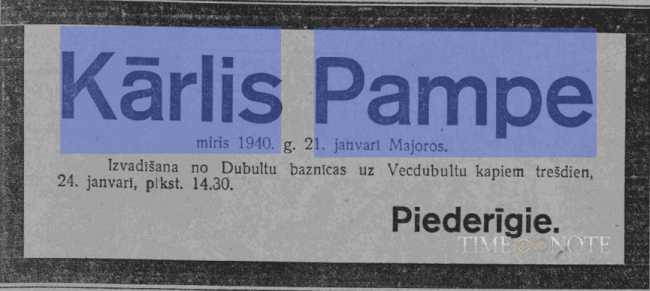 Kārlis Pampe
miris 1940. g. 21. janvarī Majoros.
Izvadīšana no Dubultu baznīcas uz Vecdubultu kapiem trešdien,
24. janvarī, plkst. 14.30.
Piederīgie.
TIME NOTE